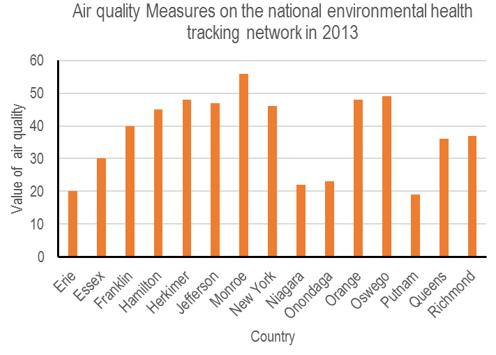 Air quality Measures on the national environmental health
tracking network in 2013
Value of air quality
60
50
40
30
20
10
0
Erie
Essex
Franklin
Hamilton
Herkimer
Jefferson
Monroe
New York
Niagara
Onondaga
Orange
Oswego
Putnam
Queens
Richmond
Country